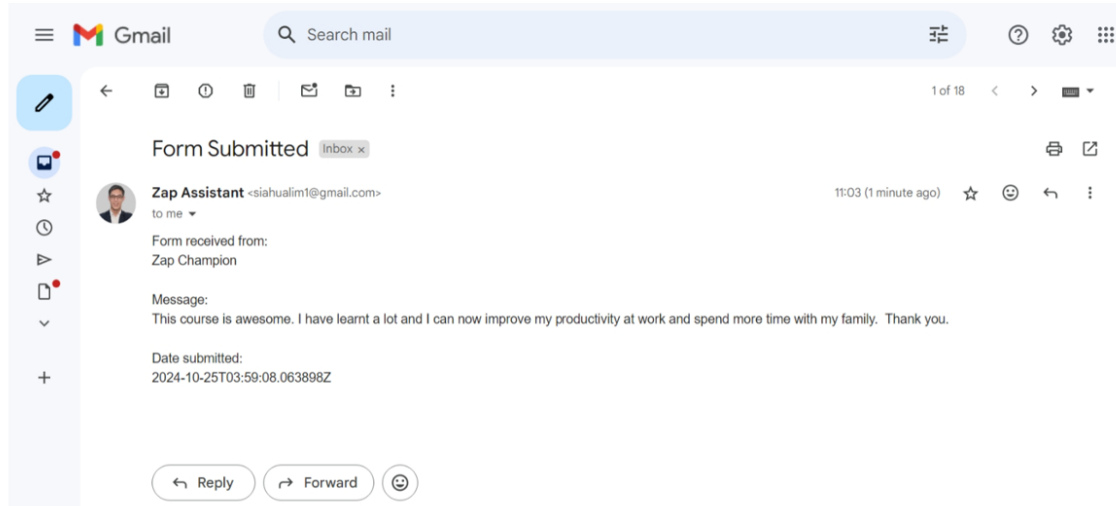 Gmail
Search mail
1 of 18
Form Submitted Inbox x
Zap Assistant <siahualim1@gmail.com> 11:03 (1 minute ago)
to me
Form received from:
Zap Champion
Message:
This course is awesome. I have learnt a lot and I can now improve my productivity at work and spend more time with my family.  Thank you.
Date submitted:
2024-10-25T03:59:08.063898Z
Reply Forward